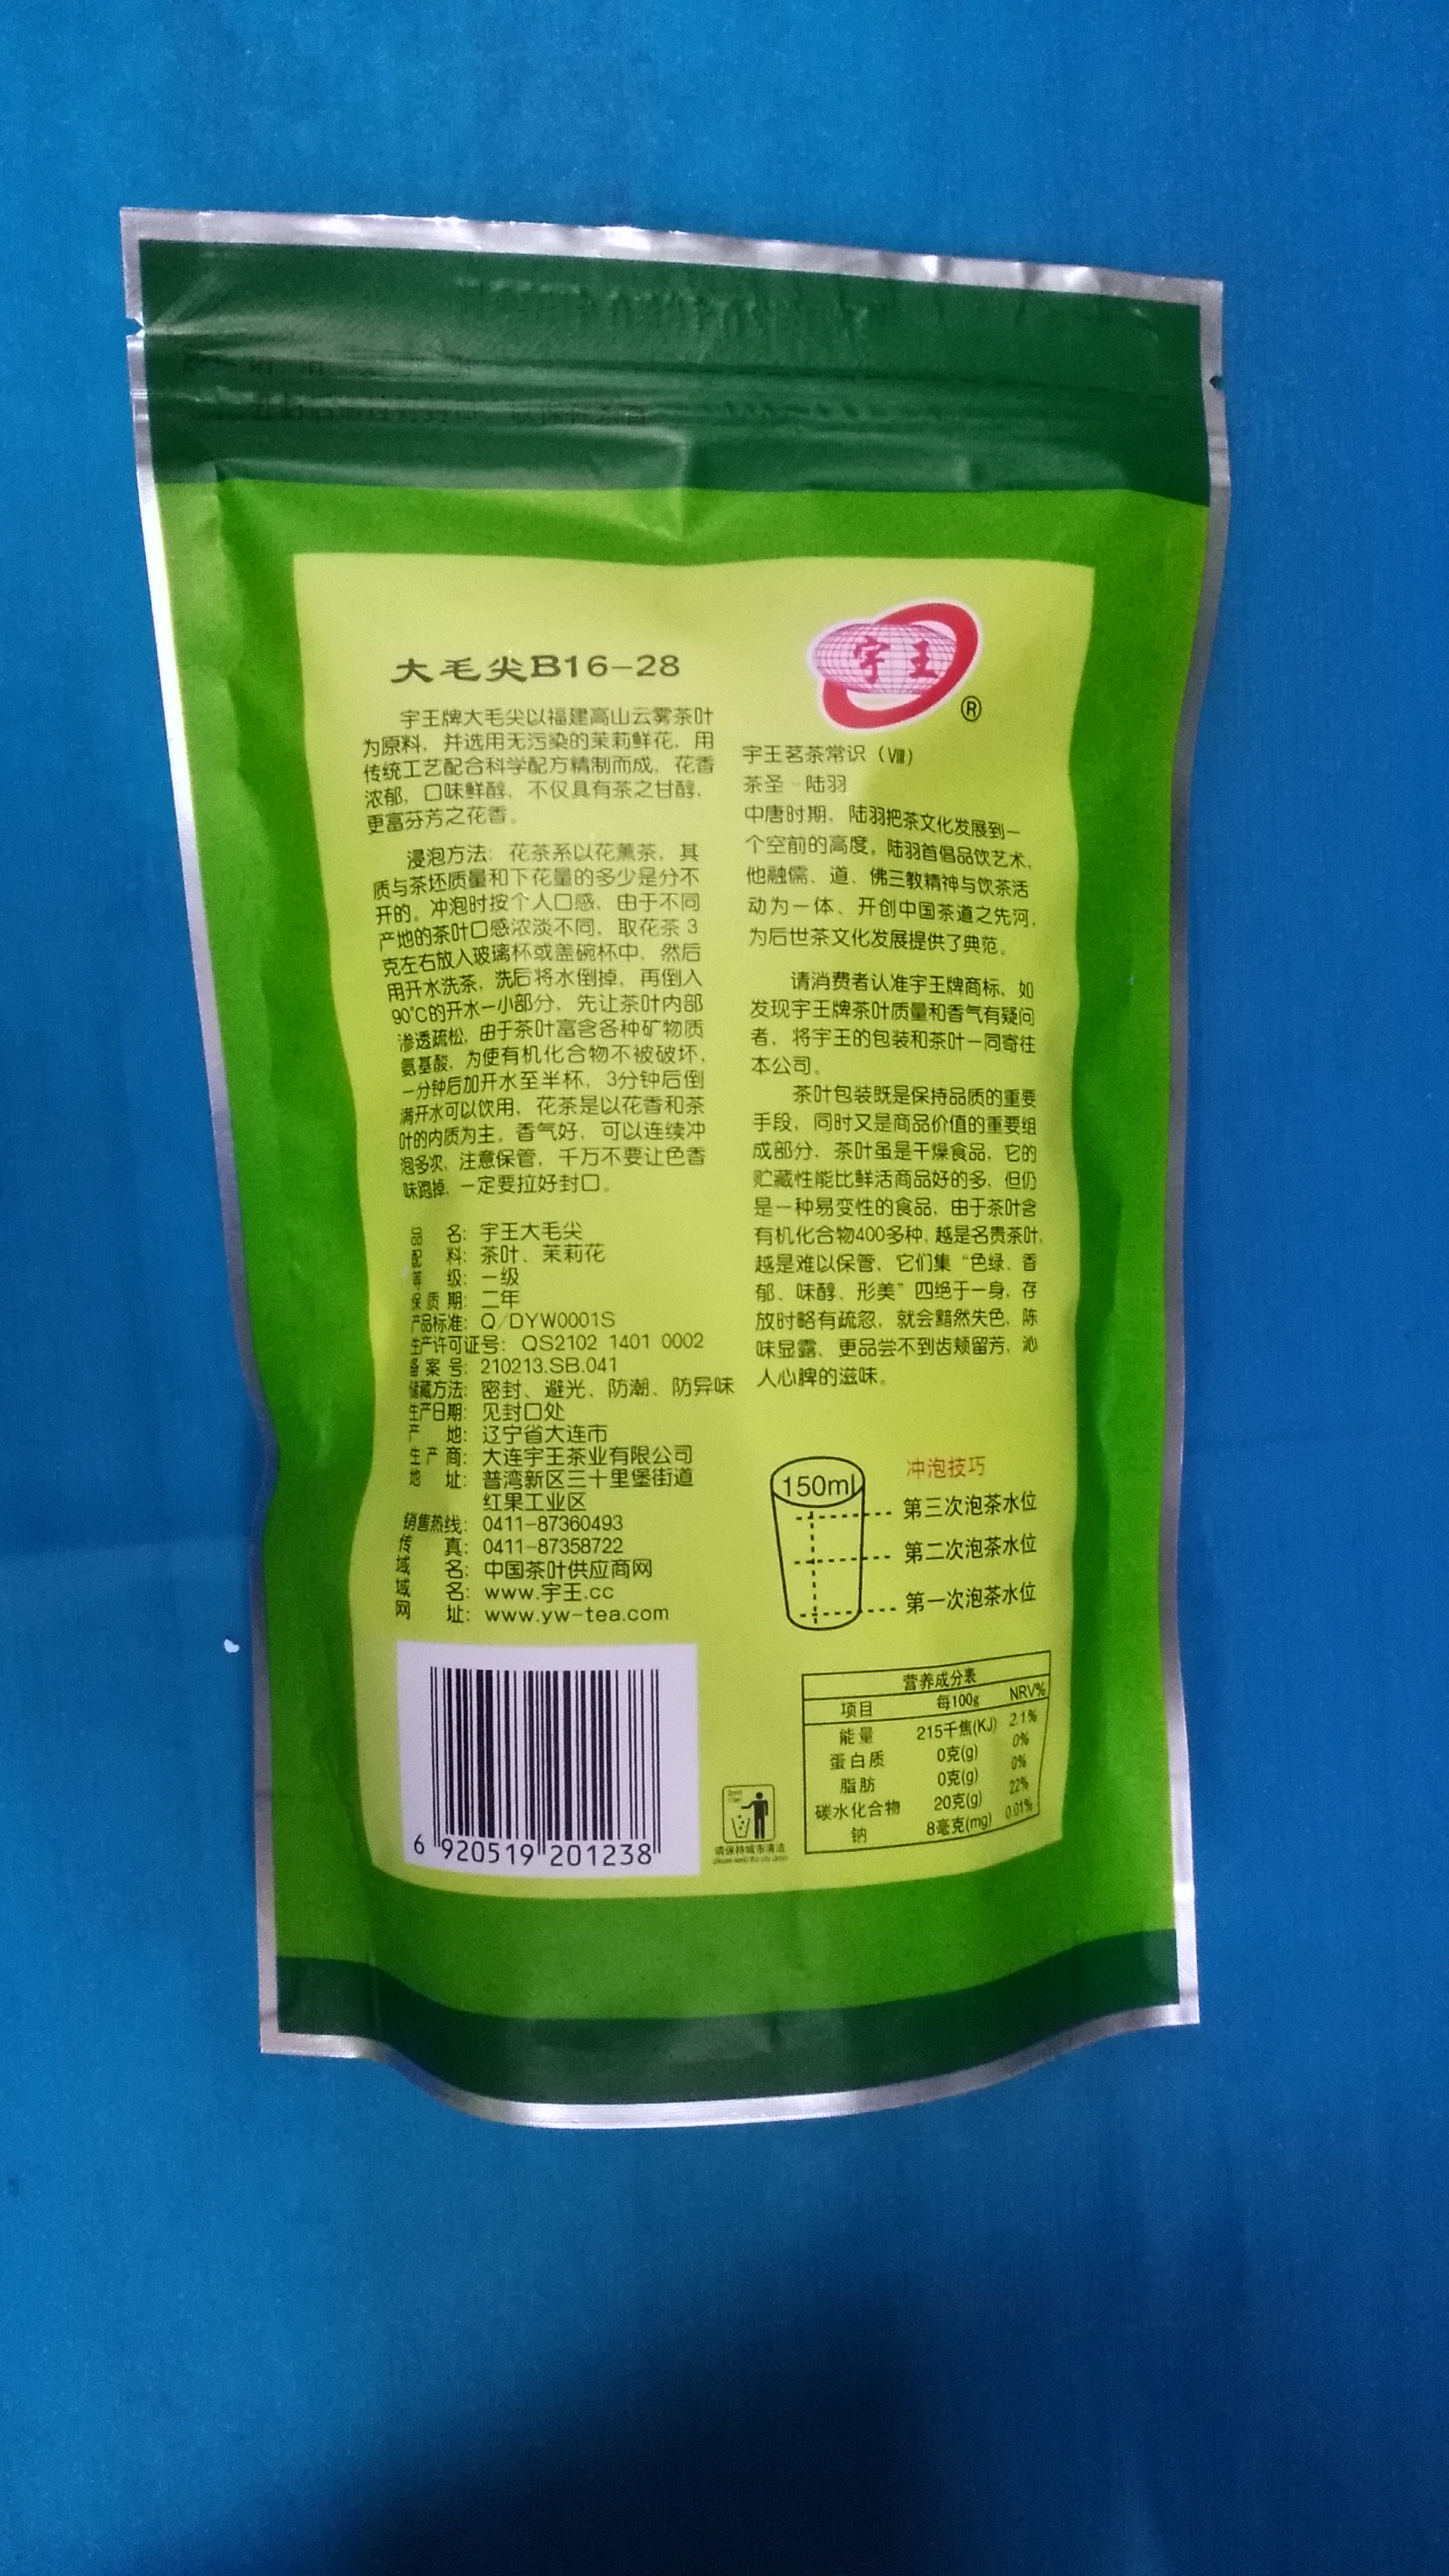 大毛尖B16-28
宇王牌大毛尖以福建高山云雾茶叶
为原料，并选用无污染的茉莉鲜花，用
传统工艺配合科学配方精制而成，花香
浓郁，口味鲜醇，不仅具有茶之甘醇，
更富芬芳之花香。
浸泡方法：花茶系以花薰茶，其
质与茶坯质量和下花量的多少是分不
开的。冲泡时按个人口感，由于不同
产地的茶叶口感浓淡不同，取花茶3
克左右放入玻璃杯或盖碗杯中，然后
用开水洗茶，洗后将水倒掉，再倒入
90℃的开水一小部分，先让茶叶内部
渗透疏松，由于茶叶富含各种矿物质
氨基酸，为使有机化合物不被破坏，
一分钟后加开水至半杯，3分钟后倒
满开水可以饮用，花茶是以花香和茶
叶的内质为主。香气好，可以连续冲
泡多次，注意保管，千万不要让色香
味跑掉，一定要拉好封口。
品名：宇王大毛尖
配料：茶叶、茉莉花
等级：一级
保质期：二年
产品标准：Q/DYW0001S
生产许可证号：QS2102 1401 0002
备案号：210213.SB.041
储藏方法：密封、避光、防潮、防异味
生产日期：见封口处
产地：辽宁省大连市
生产商：大连宇王茶业有限公司
地址：普湾新区三十里堡街道
红果工业区
销售热线：0411-87360493
传真：0411-87358722
域名：中国茶叶供应商网
域名：www.宇王.cc
网址：www.yw-tea.com
6 920519 201238
宇王
®
宇王茗茶常识（Ⅷ）
茶圣-陆羽
中唐时期，陆羽把茶文化发展到一
个空前的高度，陆羽首倡品饮艺术，
他融儒、道、佛三教精神与饮茶活
动为一体、开创中国茶道之先河，
为后世茶文化发展提供了典范。
请消费者认准宇王牌商标，如
发现宇王牌茶叶质量和香气有疑问
者，将宇王的包装和茶叶一同寄往
本公司。
茶叶包装既是保持品质的重要
手段，同时又是商品价值的重要组
成部分，茶叶虽是干燥食品，它的
贮藏性能比鲜活商品好的多，但仍
是一种易变性的食品，由于茶叶含
有机化合物400多种，越是名贵茶叶，
越是难以保管，它们集“色绿、香
郁、味醇、形美”四绝于一身，存
放时略有疏忽，就会黯然失色，陈
味显露，更品尝不到齿颊留芳，沁
人心脾的滋味。
冲泡技巧
150ml
第三次泡茶水位
第二次泡茶水位
第一次泡茶水位
营养成分表
项目 每100g NRV%
能量 215千焦(KJ) 2.1%
蛋白质 0克(g) 0%
脂肪 0克(g) 0%
碳水化合物 20克(g) 22%
钠 8毫克(mg) 0.01%
请保持城市清洁